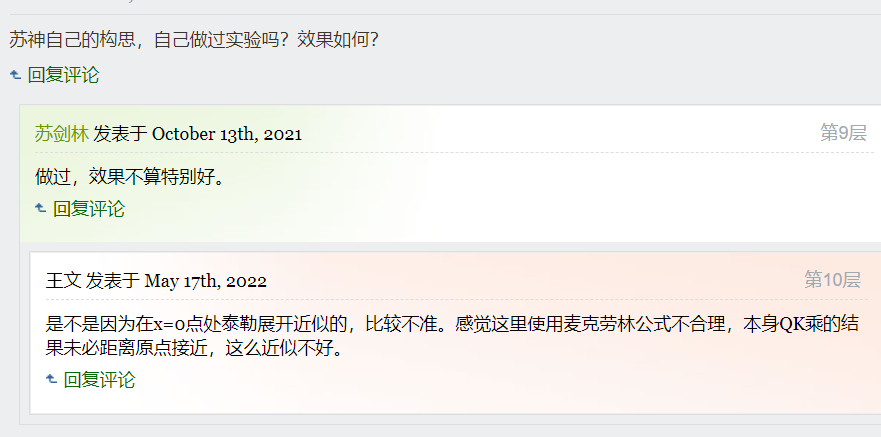 苏神自己的构思，自己做过实验吗？效果如何？
回复评论
苏剑林 发表于 October 13th, 2021 第9层
做过，效果不算特别好。
回复评论
王文 发表于 May 17th, 2022 第10层
是不是因为在x=0点处泰勒展开近似的，比较不准。感觉这里使用麦克劳林公式不合理，本身QK乘的结
果未必距离原点接近，这么近似不好。
回复评论